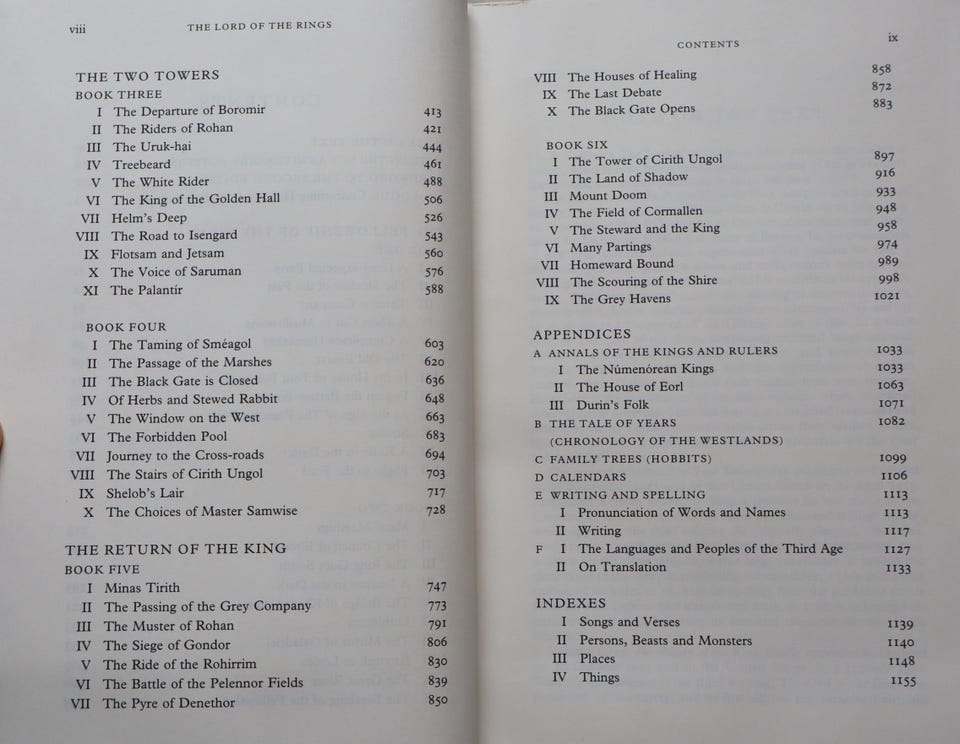 viii THE LORD OF THE RINGS
THE TWO TOWERS
BOOK THREE
I The Departure of Boromir 413
II The Riders of Rohan 421
III The Uruk-hai 444
IV Treebeard 461
V The White Rider 488
VI The King of the Golden Hall 506
VII Helm's Deep 526
VIII The Road to Isengard 543
IX Flotsam and Jetsam 560
X The Voice of Saruman 576
XI The Palantír 588
BOOK FOUR
I The Taming of Sméagol 603
II The Passage of the Marshes 620
III The Black Gate is Closed 636
IV Of Herbs and Stewed Rabbit 648
V The Window on the West 663
VI The Forbidden Pool 683
VII Journey to the Cross-roads 694
VIII The Stairs of Cirith Ungol 703
IX Shelob's Lair 717
X The Choices of Master Samwise 728
THE RETURN OF THE KING
BOOK FIVE
I Minas Tirith 747
II The Passing of the Grey Company 773
III The Muster of Rohan 791
IV The Siege of Gondor 806
V The Ride of the Rohirrim 830
VI The Battle of the Pelennor Fields 839
VII The Pyre of Denethor 850
CONTENTS ix
VIII The Houses of Healing 858
IX The Last Debate 872
X The Black Gate Opens 883
BOOK SIX
I The Tower of Cirith Ungol 897
II The Land of Shadow 916
III Mount Doom 933
IV The Field of Cormallen 948
V The Steward and the King 958
VI Many Partings 974
VII Homeward Bound 989
VIII The Scouring of the Shire 998
IX The Grey Havens 1021
APPENDICES
A ANNALS OF THE KINGS AND RULERS 1033
I The Númenórean Kings 1033
II The House of Eorl 1063
III Durin's Folk 1071
B THE TALE OF YEARS 1082
(CHRONOLOGY OF THE WESTLANDS)
C FAMILY TREES (HOBBITS) 1099
D CALENDARS 1106
E WRITING AND SPELLING 1113
I Pronunciation of Words and Names 1113
II Writing 1117
F I The Languages and Peoples of the Third Age 1127
II On Translation 1133
INDEXES
I Songs and Verses 1139
II Persons, Beasts and Monsters 1140
III Places 1148
IV Things 1155